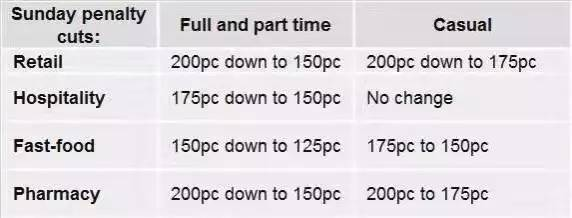 Sunday penalty cuts: Full and part time Casual
Retail 200pc down to 150pc 200pc down to 175pc
Hospitality 175pc down to 150pc No change
Fast-food 150pc down to 125pc 175pc to 150pc
Pharmacy 200pc down to 150pc 200pc to 175pc